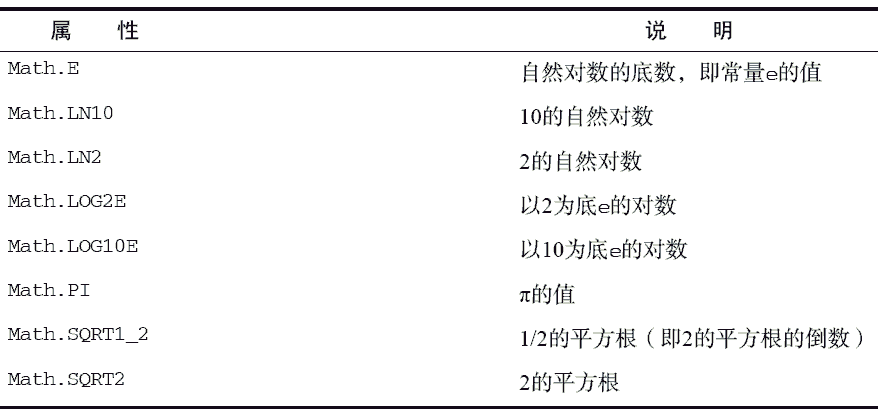 属 性 说 明
Math.E 自然对数的底数，即常量e的值
Math.LN10 10的自然对数
Math.LN2 2的自然对数
Math.LOG2E 以2为底e的对数
Math.LOG10E 以10为底e的对数
Math.PI π的值
Math.SQRT1_2 1/2的平方根（即2的平方根的倒数）
Math.SQRT2 2的平方根